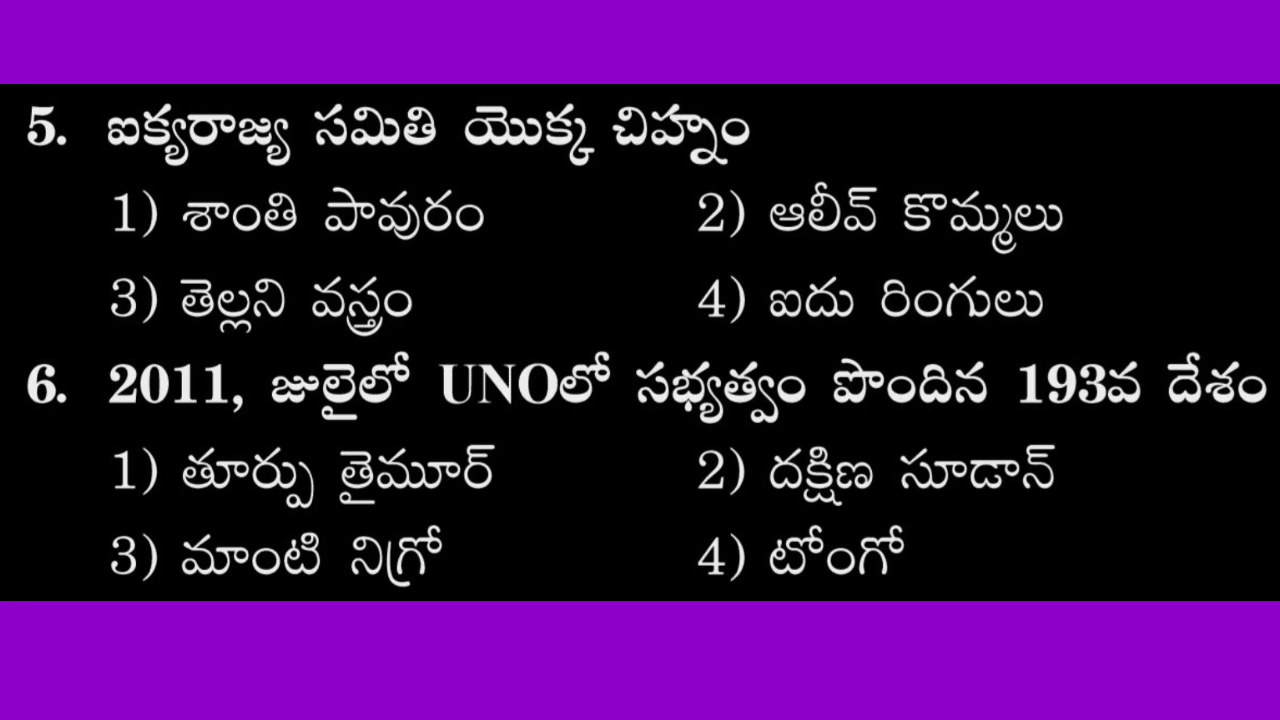 5. ఐక్యరాజ్య సమితి యొక్క చిహ్నం
1) శాంతి పావురం 2) ఆలీవ్ కొమ్మలు
3) తెల్లని వస్త్రం 4) ఐదు రింగులు
6. 2011, జులైలో UNOలో సభ్యత్వం పొందిన 193వ దేశం
1) తూర్పు తైమూర్ 2) దక్షిణ సూడాన్
3) మాంటి నిగ్రో 4) టోంగో